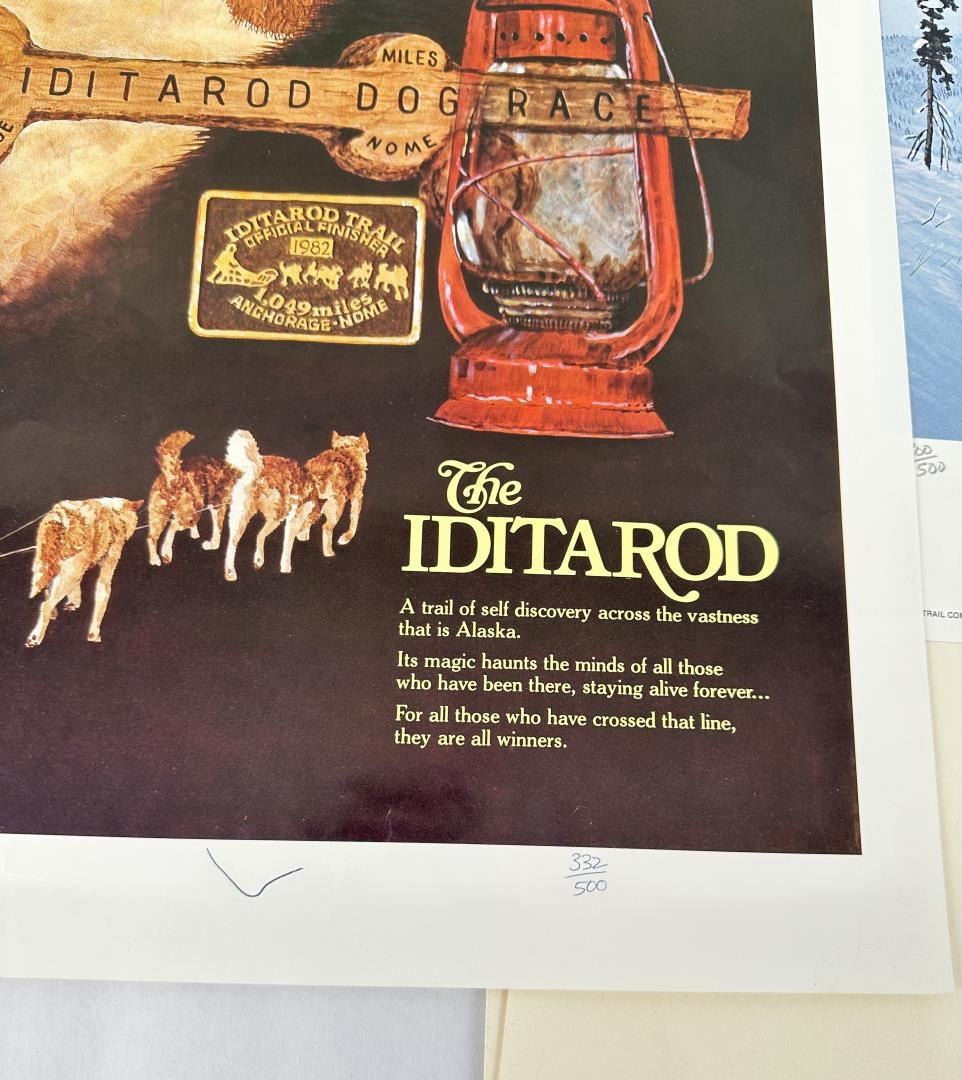 MILES
IDITAROD DOG RACE
NOME
IDITAROD TRAIL
OFFICIAL FINISHER
1982
1,049 miles
ANCHORAGE-NOME
The
IDITAROD
A trail of self discovery across the vastness
that is Alaska.
Its magic haunts the minds of all those
who have been there, staying alive forever...
For all those who have crossed that line,
they are all winners.
332
500
500
TRAIL